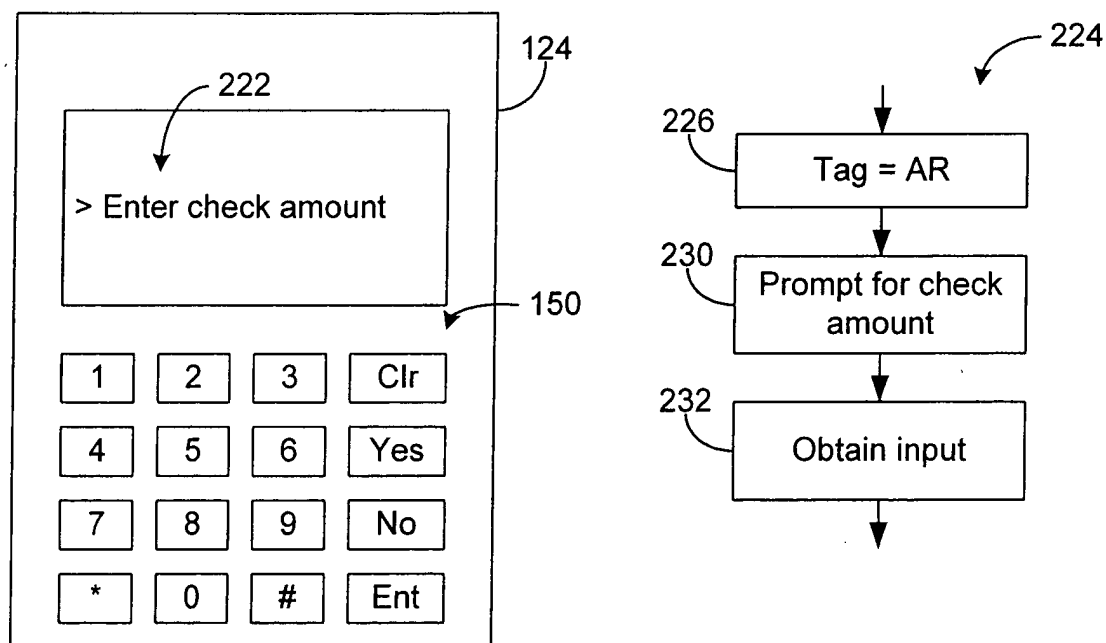 124
222
> Enter check amount
150
1 2 3 Clr
4 5 6 Yes
7 8 9 No
* 0 # Ent
224
226
Tag = AR
230
Prompt for check
amount
232
Obtain input